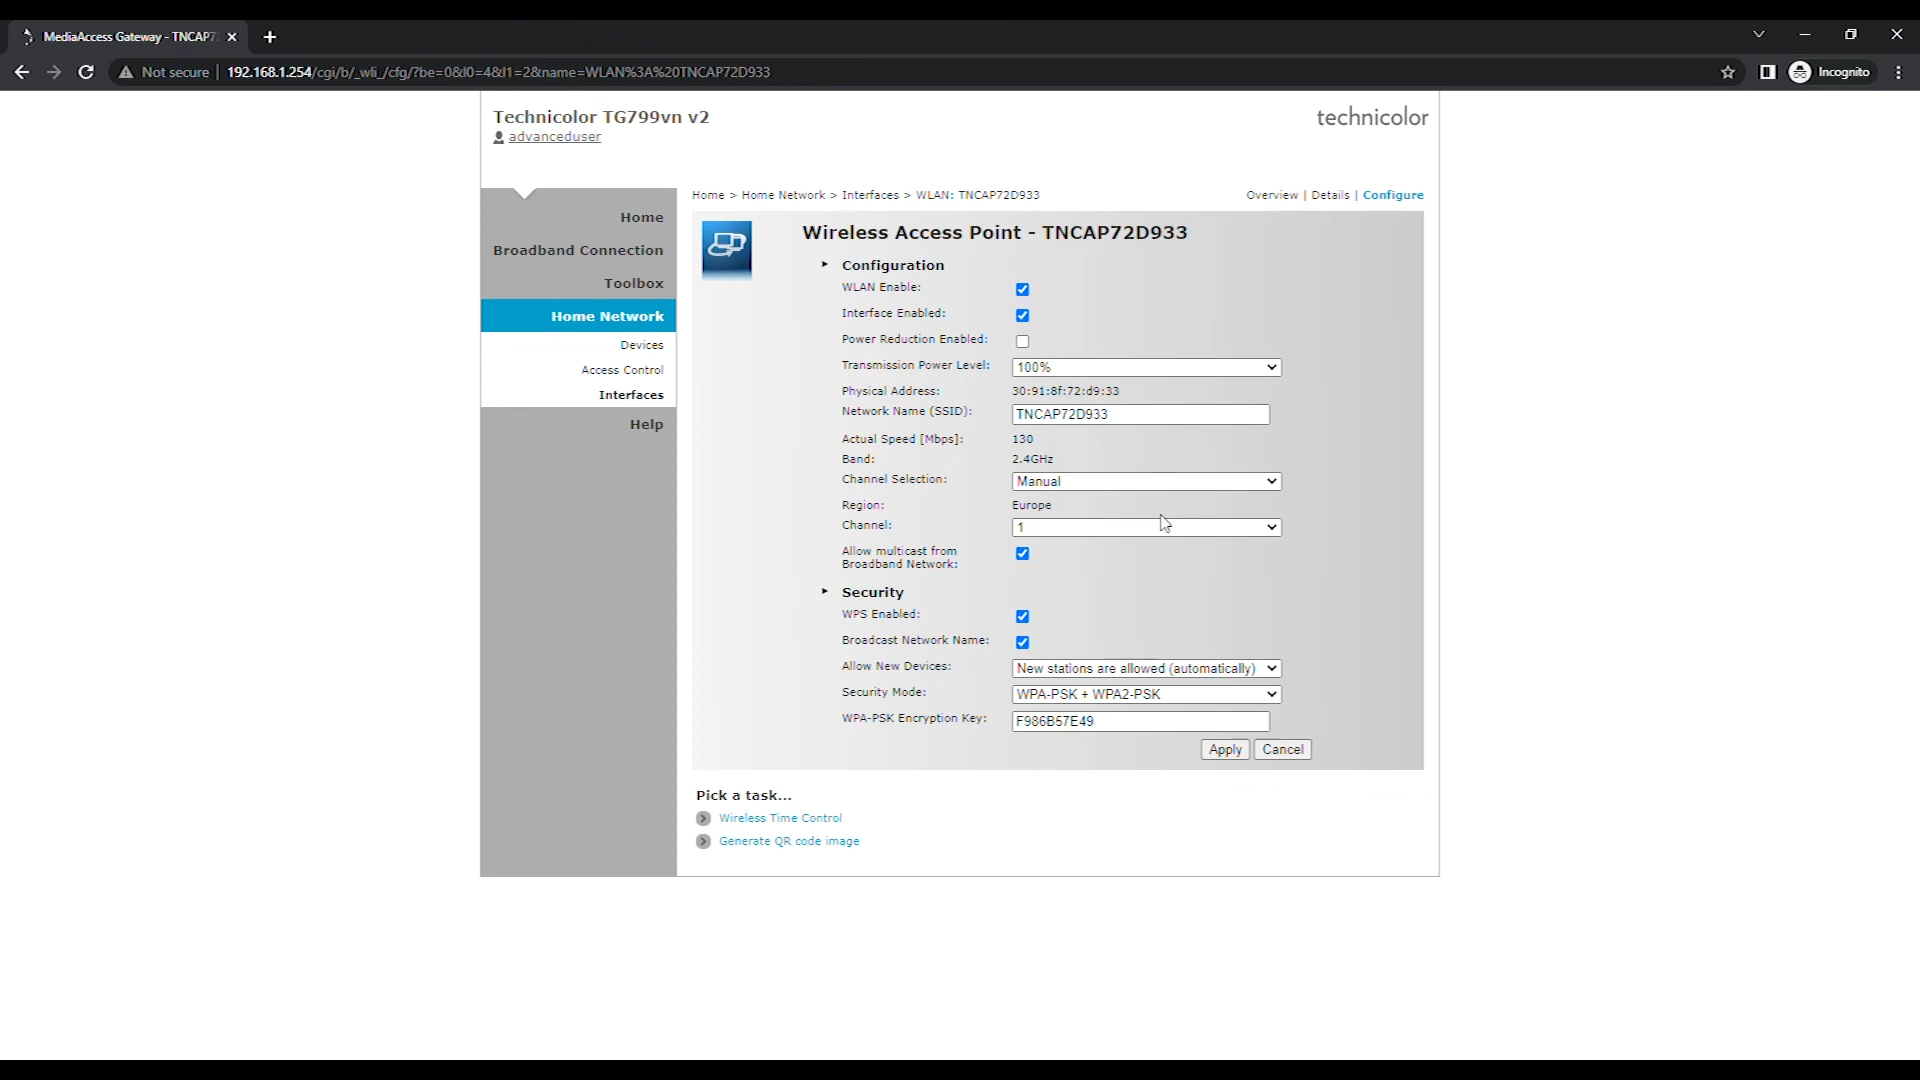 MediaAccess Gateway - TNCAP7
Not secure | 192.168.1.254/cgi/b/_wli_/cfg/?be=0&l0=4&l1=2&tname=WLAN%3A%20TNCAP72D933
Incognito
Technicolor TG799vn v2
technicolor
advanceduser
Home > Home Network > Interfaces > WLAN: TNCAP72D933
Overview | Details | Configure
Home
Broadband Connection
Toolbox
Home Network
Devices
Access Control
Interfaces
Help
Wireless Access Point - TNCAP72D933
Configuration
WLAN Enable:
Interface Enabled:
Power Reduction Enabled:
Transmission Power Level: 100%
Physical Address: 30:91:8f:72:d9:33
Network Name (SSID): TNCAP72D933
Actual Speed [Mbps]: 130
Band: 2.4GHz
Channel Selection: Manual
Region: Europe
Channel: 1
Allow multicast from
Broadband Network:
Security
WPS Enabled:
Broadcast Network Name:
Allow New Devices: New stations are allowed (automatically)
Security Mode: WPA-PSK + WPA2-PSK
WPA-PSK Encryption Key: F986B57E49
Apply Cancel
Pick a task...
Wireless Time Control
Generate QR code image